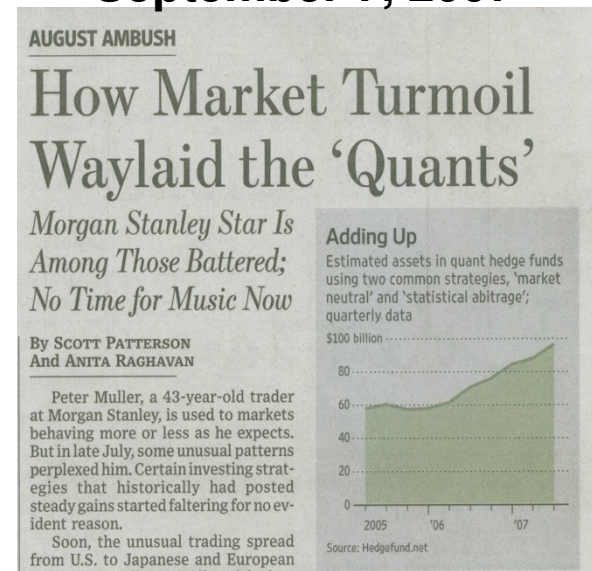 September 7, 2007
AUGUST AMBUSH
How Market Turmoil
Waylaid the ‘Quants’
Morgan Stanley Star Is
Among Those Battered;
No Time for Music Now
By SCOTT PATTERSON
And ANITA RAGHAVAN
Peter Muller, a 43-year-old trader
at Morgan Stanley, is used to markets
behaving more or less as he expects.
But in late July, some unusual patterns
perplexed him. Certain investing strat-
egies that historically had posted
steady gains started faltering for no ev-
ident reason.
Soon, the unusual trading spread
from U.S. to Japanese and European
Adding Up
Estimated assets in quant hedge funds
using two common strategies, ‘market
neutral’ and ‘statistical abitrage’;
quarterly data
$100 billion
80
60
40
20
0
2005 ’06 ’07
Source: Hedgefund.net